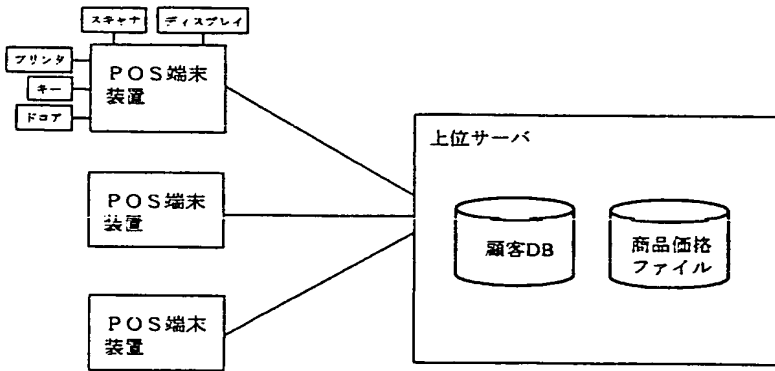 スキャナ
ディスプレイ
プリンタ
キー
ドロア
POS端末
装置
上位サーバ
POS端末
装置
顧客DB
商品価格
ファイル
POS端末
装置